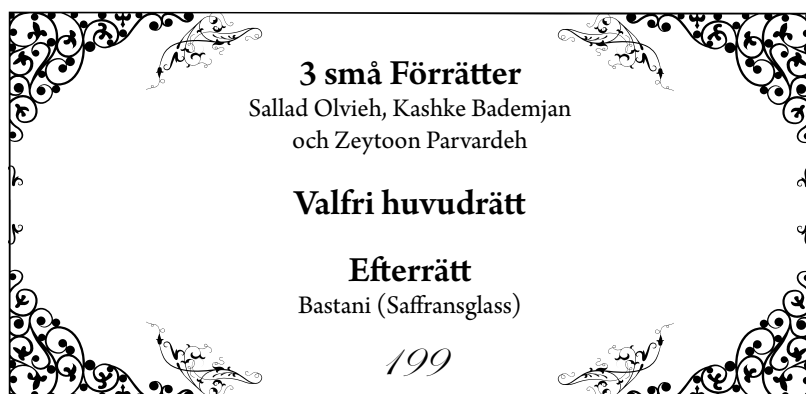 3 små Förrätter
Sallad Olvieh, Kashke Bademjan
och Zeytoon Parvardeh
Valfri huvudrätt
Efterrätt
Bastani (Saffransglass)
199